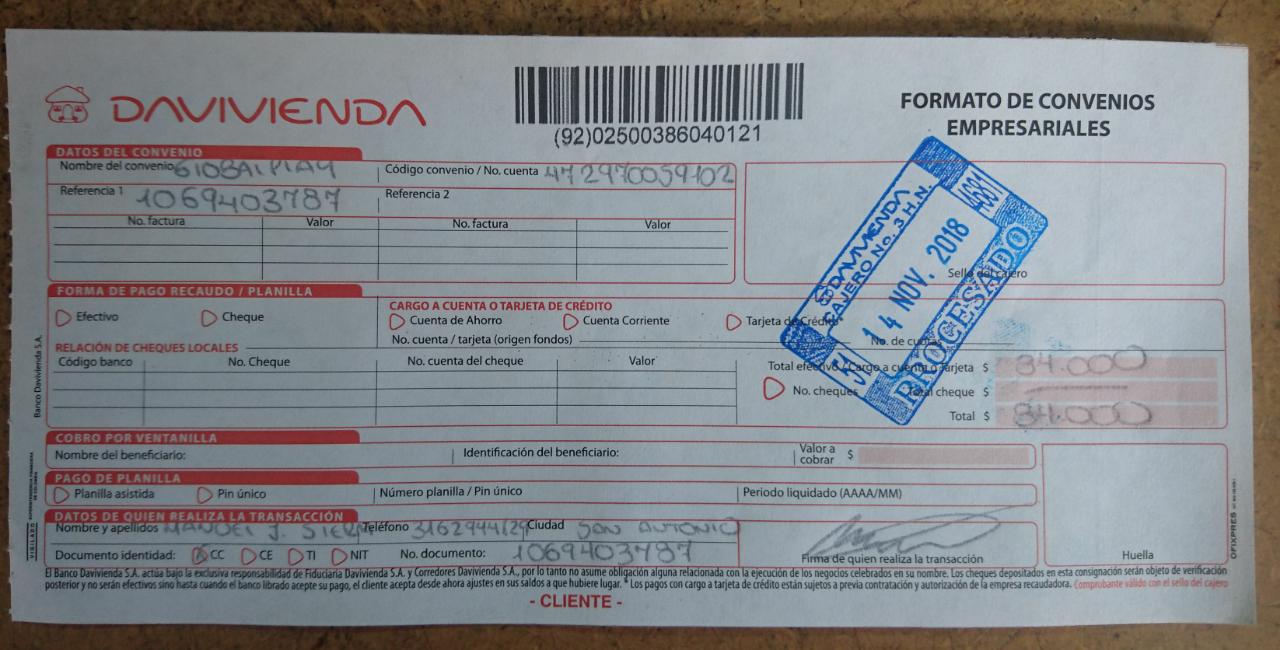 DAVIVIENDA
(92)02500386040121
FORMATO DE CONVENIOS
EMPRESARIALES
DATOS DEL CONVENIO
Nombre del convenio GlOBAl PlAY Código convenio / No. cuenta 472970059102
Referencia 1 1069403787 Referencia 2
No. factura Valor No. factura Valor
Sello del cajero
DAVIVIENDA
CAJERO No. 3 H.N.
4681
14 NOV. 2018
51
PROCESADO
FORMA DE PAGO RECAUDO / PLANILLA
Efectivo Cheque
CARGO A CUENTA O TARJETA DE CRÉDITO
Cuenta de Ahorro Cuenta Corriente Tarjeta de Crédito
No. cuenta / tarjeta (origen fondos) No. de cuotas
RELACIÓN DE CHEQUES LOCALES
Código banco No. Cheque No. cuenta del cheque Valor
Total efectivo / Cargo a cuenta o tarjeta $ 84.000
No. cheques Total cheque $
Total $ 84.000
COBRO POR VENTANILLA
Nombre del beneficiario: Identificación del beneficiario: Valor a cobrar $
PAGO DE PLANILLA
Planilla asistida Pin único Número planilla / Pin único Periodo liquidado (AAAA/MM)
DATOS DE QUIEN REALIZA LA TRANSACCIÓN
Nombre y apellidos MANUEL J. SIERRA Teléfono 3162944129 Ciudad SAN ANTONIO
Documento identidad: CC CE TI NIT No. documento: 1069403787
Firma de quien realiza la transacción
Huella
El Banco Davivienda S.A. actúa bajo la exclusiva responsabilidad de Fiduciaria Davivienda S.A. y Corredores Davivienda S.A., por lo tanto no asume obligación alguna relacionada con la ejecución de los negocios celebrados en su nombre. Los cheques depositados en esta consignación serán objeto de verificación
posterior y no serán efectivos sino hasta cuando el banco librado acepte su pago, el cliente acepta desde ahora ajustes en sus saldos a que hubiere lugar. * Los pagos con cargo a tarjeta de crédito están sujetos a previa contratación y autorización de la empresa recaudadora. Comprobante válido con el sello del cajero
- CLIENTE -
Banco Davivienda S.A.
VIGILADO SUPERINTENDENCIA FINANCIERA DE COLOMBIA
OFIXPRES